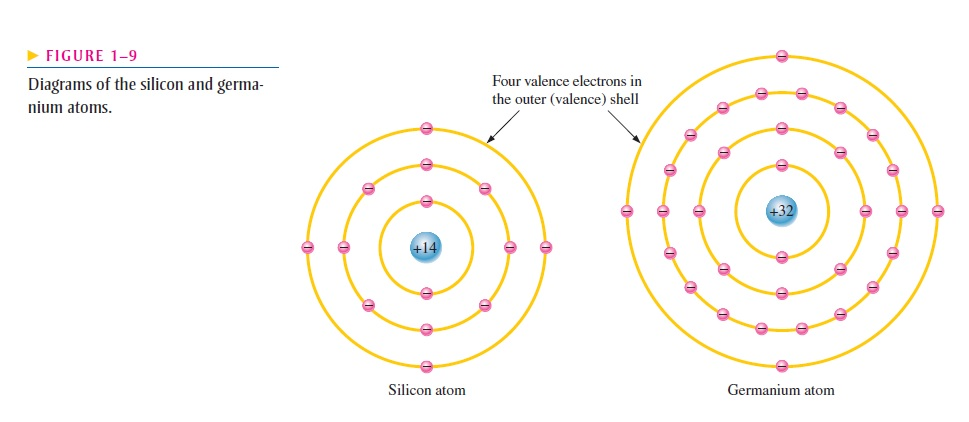 ► FIGURE 1–9
Diagrams of the silicon and germa-
nium atoms.
Four valence electrons in
the outer (valence) shell
+14
+32
Silicon atom
Germanium atom